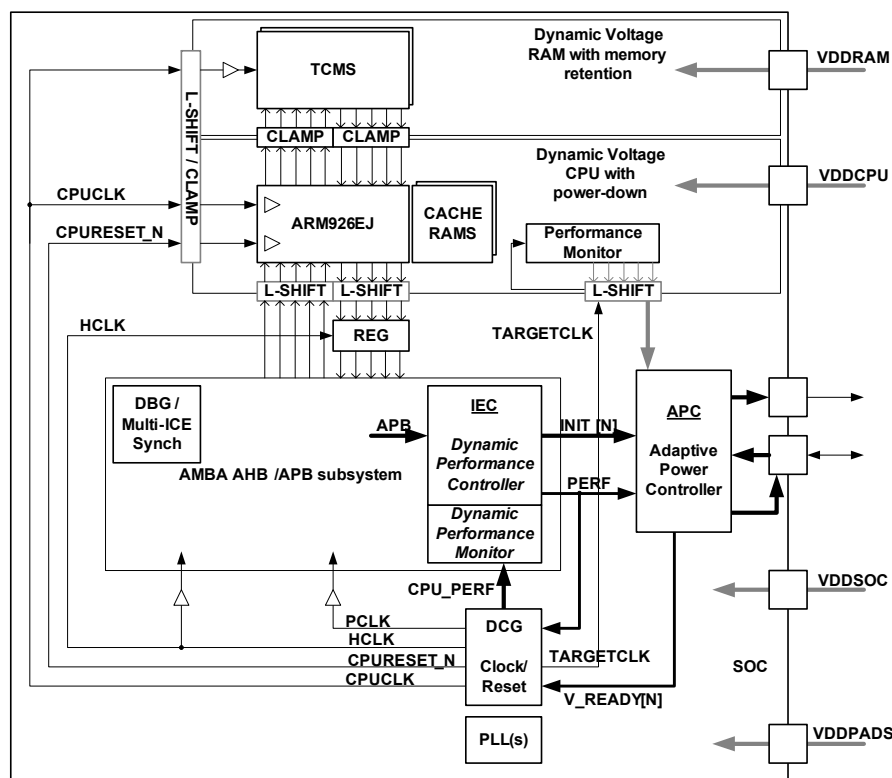 Dynamic Voltage
RAM with memory
retention
VDDRAM
TCMS
L-SHIFT / CLAMP
CLAMP
CLAMP
Dynamic Voltage
CPU with
power-down
VDDCPU
CPUCLK
ARM926EJ
CACHE
RAMS
CPURESET_N
Performance
Monitor
L-SHIFT
L-SHIFT
L-SHIFT
HCLK
REG
TARGETCLK
DBG /
Multi-ICE
Synch
IEC
APB
INIT [N]
APC
Dynamic
Performance
Controller
AMBA AHB /APB subsystem
Adaptive
Power
Controller
PERF
Dynamic
Performance
Monitor
CPU_PERF
VDDSOC
PCLK
DCG
HCLK
CPURESET_N
Clock/
Reset
TARGETCLK
SOC
CPUCLK
V_READY[N]
PLL(s)
VDDPADS